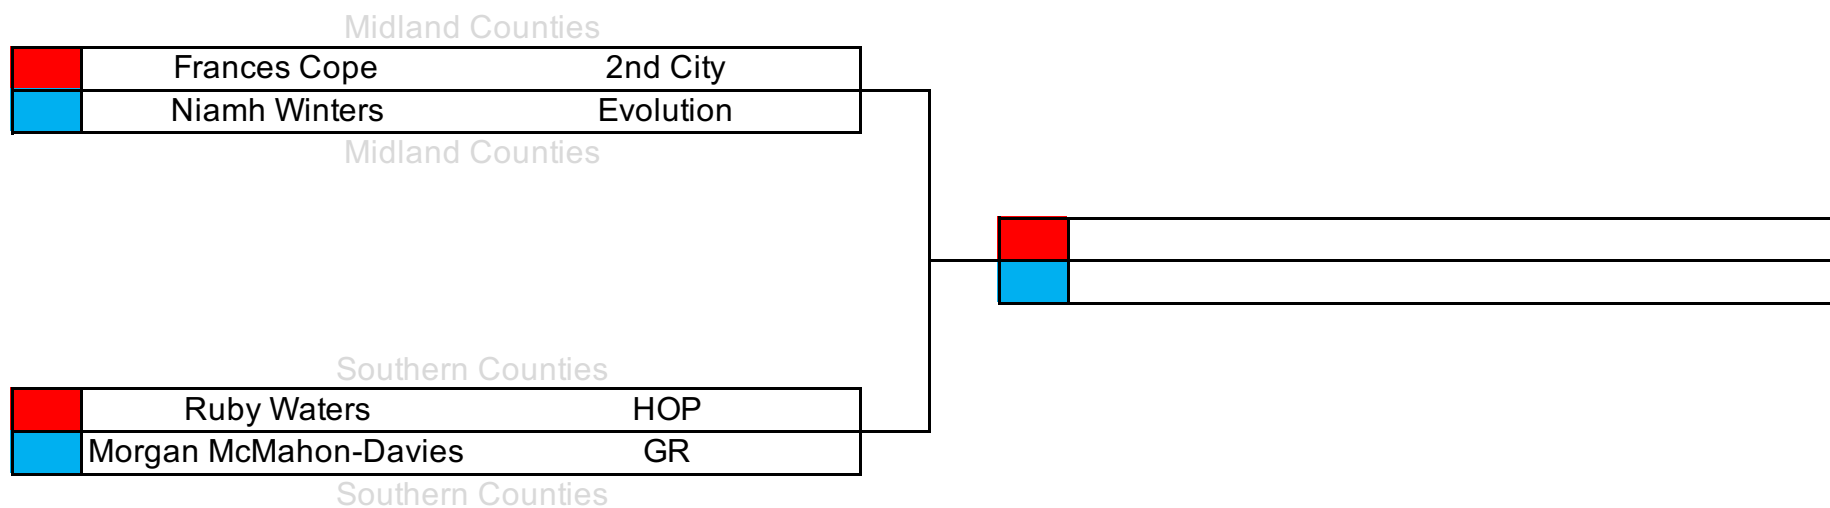 Midland Counties
Frances Cope 2nd City
Niamh Winters Evolution
Midland Counties
Southern Counties
Ruby Waters HOP
Morgan McMahon-Davies GR
Southern Counties